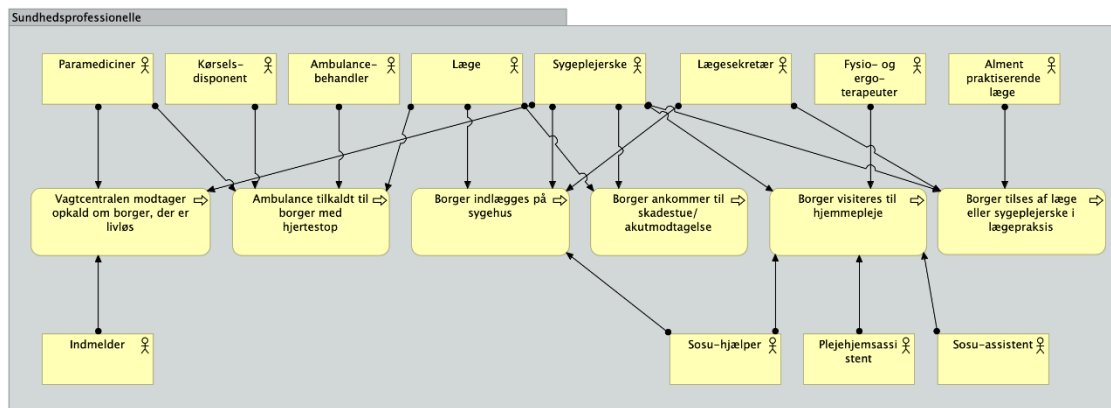 Sundhedsprofessionelle
Paramediciner
Kørsels-
disponent
Ambulance-
behandler
Læge
Sygeplejerske
Lægesekretær
Fysio- og
ergo-
terapeuter
Alment
praktiserende
læge
Vagtcentralen modtager
opkald om borger, der er
livløs
Ambulance tilkaldt til
borger med
hjertestop
Borger indlægges på
sygehus
Borger ankommer til
skadestue/
akutmodtagelse
Borger visiteres til
hjemmepleje
Borger tilses af læge
eller sygeplejerske i
lægepraksis
Indmelder
Sosu-hjælper
Plejehjemsassi
stent
Sosu-assistent